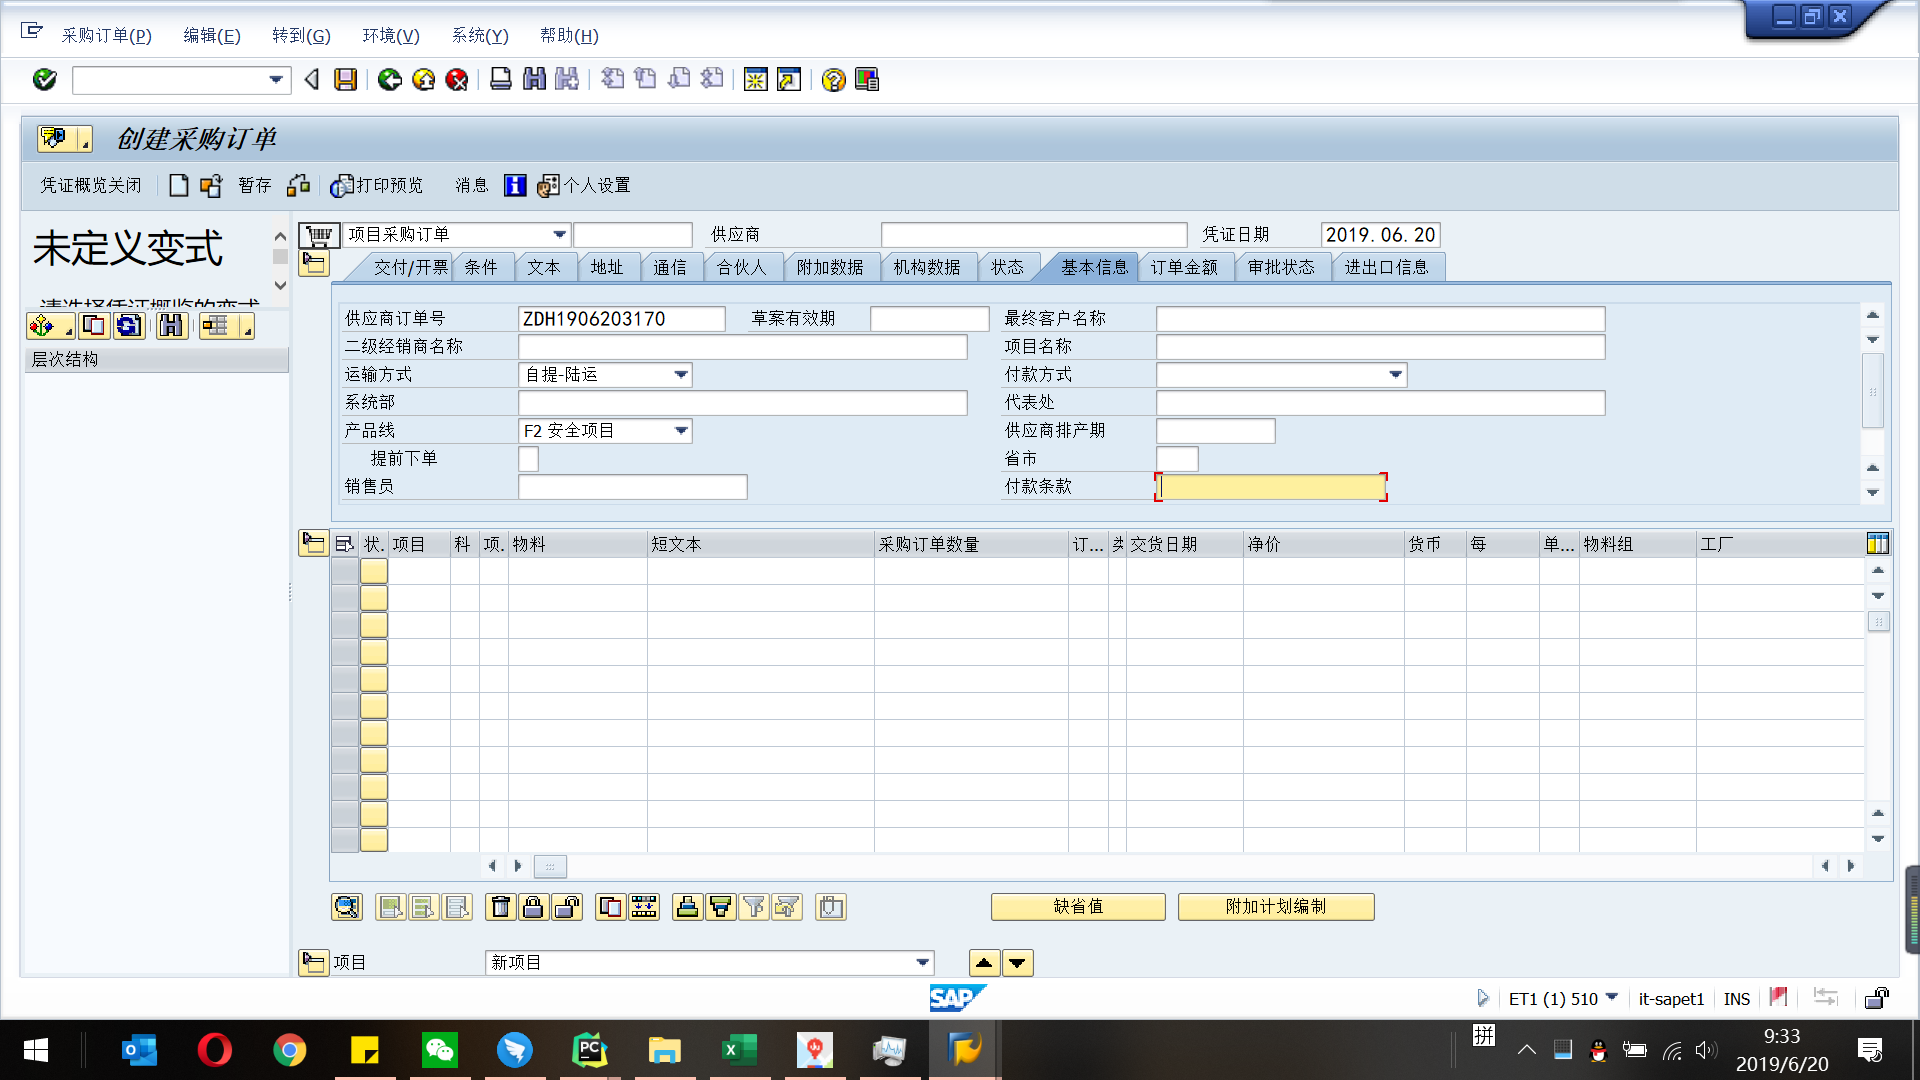 采购订单(P) 编辑(E) 转到(G) 环境(V) 系统(Y) 帮助(H)
创建采购订单
凭证概览关闭 暂存 打印预览 消息 个人设置
未定义变式
项目采购订单 供应商 凭证日期 2019.06.20
交付/开票 条件 文本 地址 通信 合伙人 附加数据 机构数据 状态 基本信息 订单金额 审批状态 进出口信息
层次结构
供应商订单号 ZDH1906203170 草案有效期 最终客户名称
二级经销商名称 项目名称
运输方式 自提-陆运 付款方式
系统部 代表处
产品线 F2 安全项目 供应商排产期
提前下单 省市
销售员 付款条款
状. 项目 科 项. 物料 短文本 采购订单数量 订... 类 交货日期 净价 货币 每 单... 物料组 工厂
缺省值 附加计划编制
项目 新项目
SAP
ET1 (1) 510 it-sapet1 INS
拼
9:33
2019/6/20